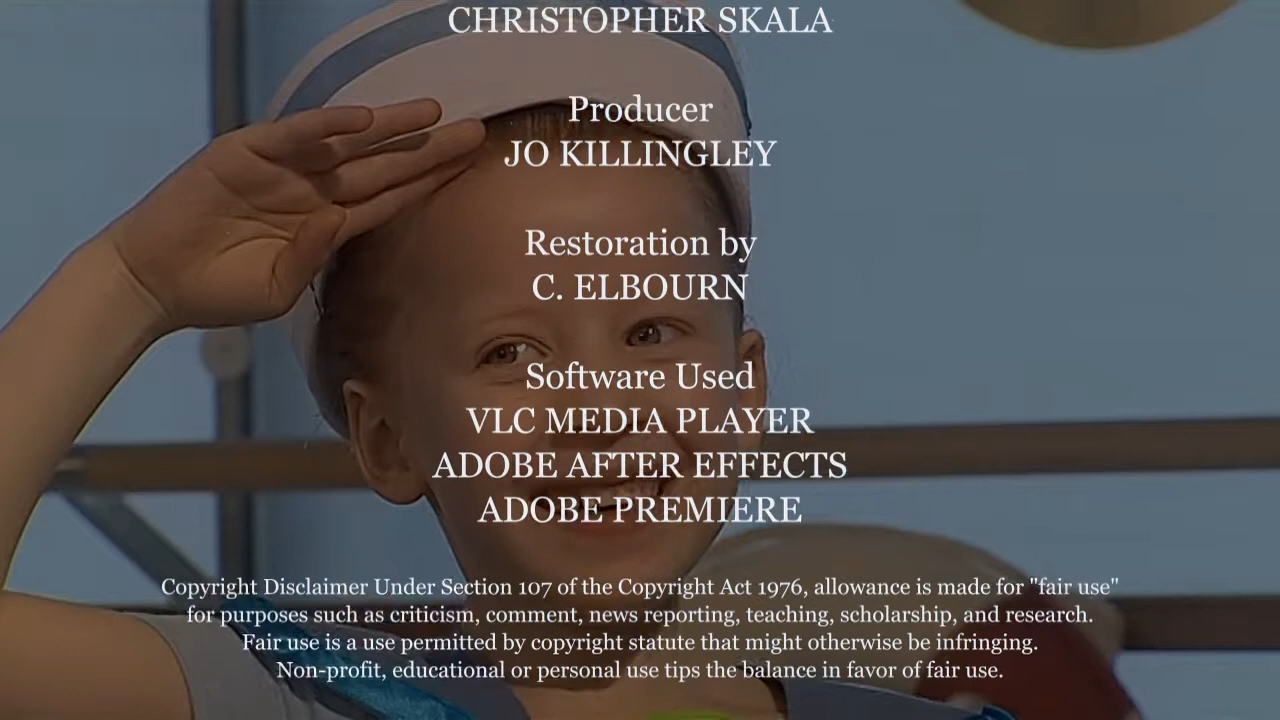 CHRISTOPHER SKALA
Producer
JO KILLINGLEY
Restoration by
C. ELBOURN
Software Used
VLC MEDIA PLAYER
ADOBE AFTER EFFECTS
ADOBE PREMIERE
Copyright Disclaimer Under Section 107 of the Copyright Act 1976, allowance is made for "fair use"
for purposes such as criticism, comment, news reporting, teaching, scholarship, and research.
Fair use is a use permitted by copyright statute that might otherwise be infringing.
Non-profit, educational or personal use tips the balance in favor of fair use.